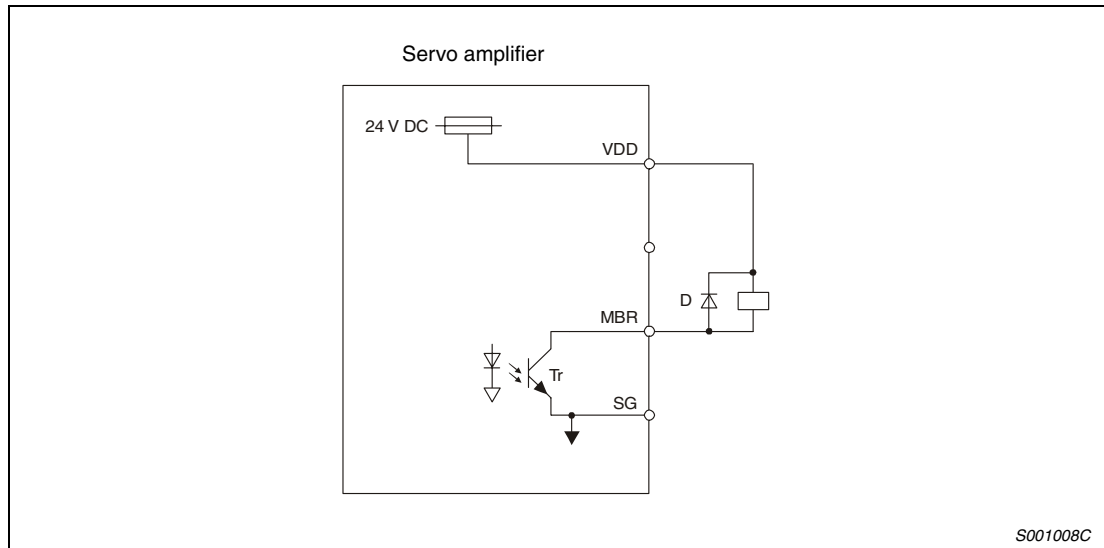 Servo amplifier
24 V DC
VDD
D
MBR
Tr
SG
S001008C